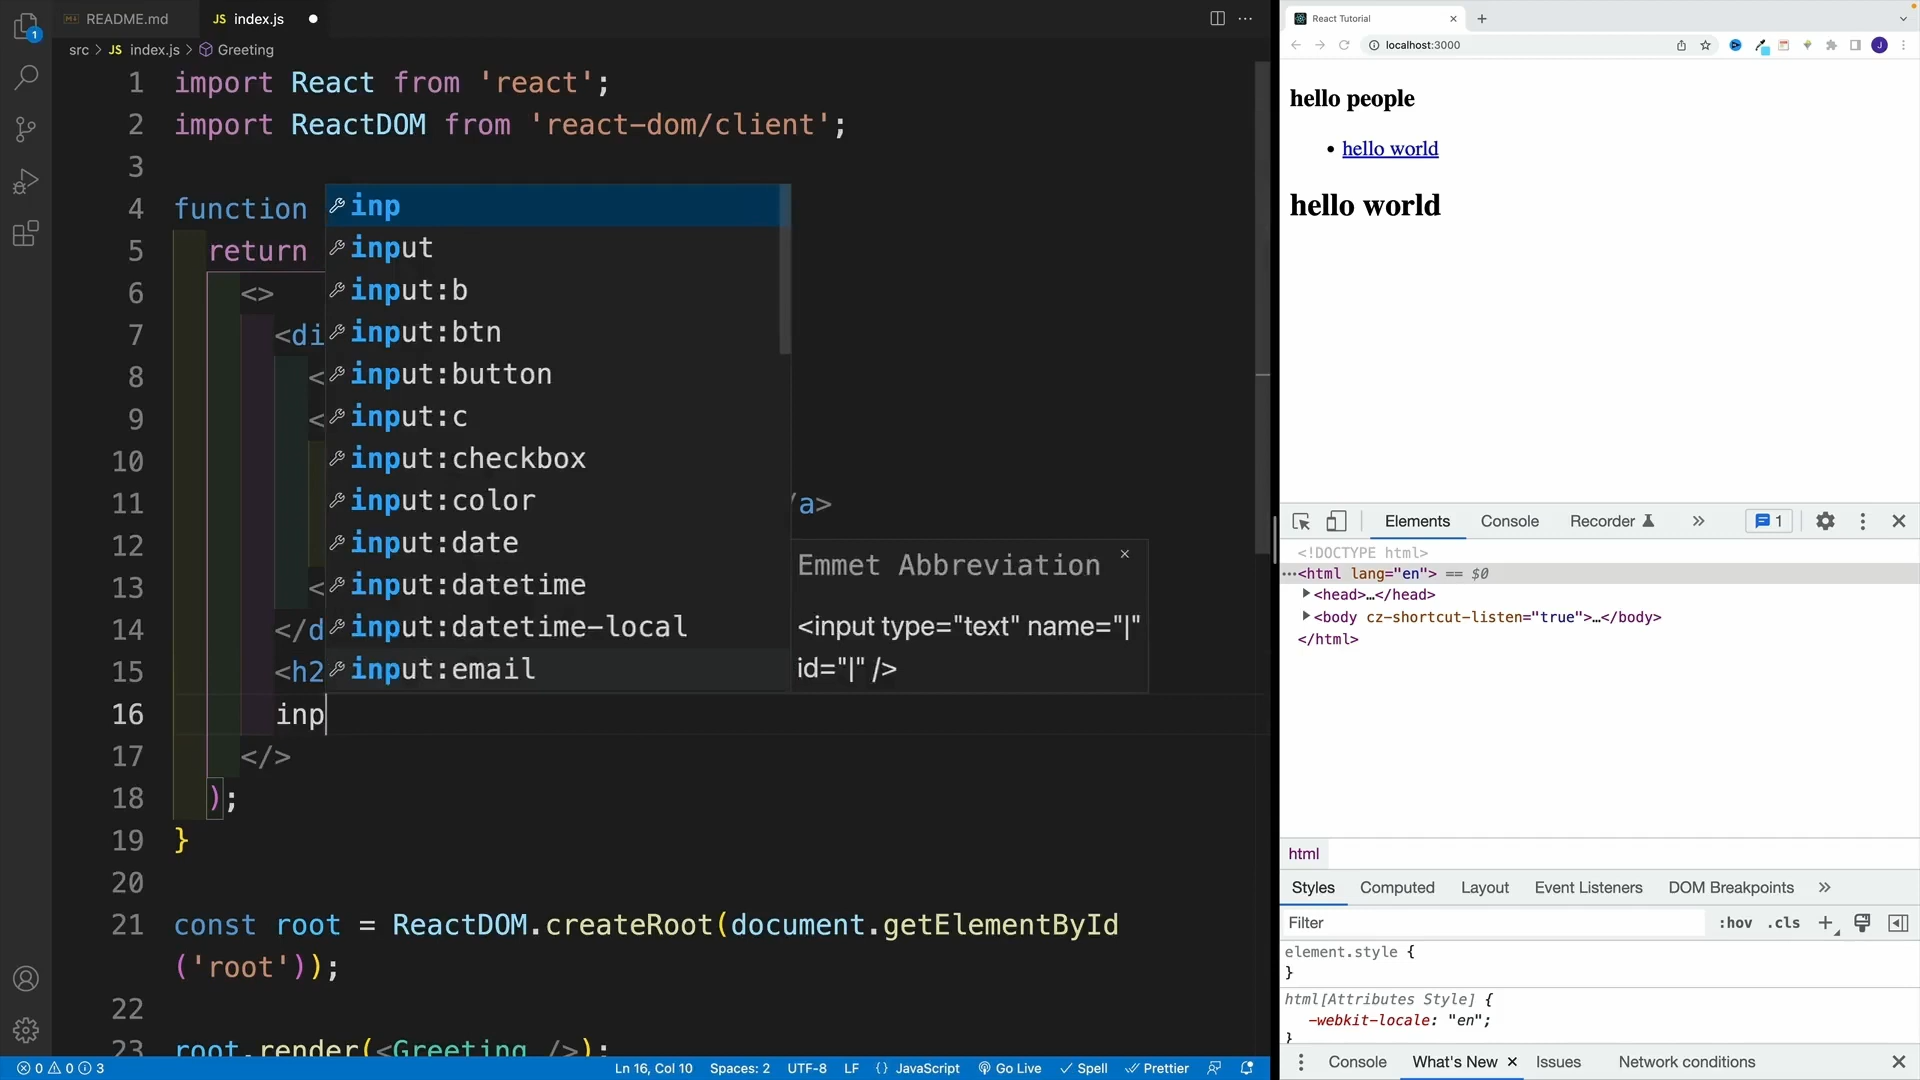 README.md
JS index.js
src > JS index.js > Greeting
1 import React from 'react';
2 import ReactDOM from 'react-dom/client';
3
4 function
5 return
6 <>
7 <di
8 <
9 <
10
11 /a>
12
13 <
14 </d
15 <h2
16 inp
17 </>
18 );
19 }
20
21 const root = ReactDOM.createRoot(document.getElementById
('root'));
22
23 root.render(<Greeting />);
inp
input
input:b
input:btn
input:button
input:c
input:checkbox
input:color
input:date
input:datetime
input:datetime-local
input:email
Emmet Abbreviation
<input type="text" name="|"
id="|" />
1
0 0 3
Ln 16, Col 10
Spaces: 2
UTF-8
LF
{} JavaScript
Go Live
Spell
Prettier
React Tutorial
localhost:3000
J
hello people
• hello world
hello world
Elements
Console
Recorder
1
<!DOCTYPE html>
<html lang="en"> == $0
<head>…</head>
<body cz-shortcut-listen="true">…</body>
</html>
html
Styles
Computed
Layout
Event Listeners
DOM Breakpoints
Filter
:hov .cls
element.style {
}
html[Attributes Style] {
-webkit-locale: "en";
}
Console
What's New
Issues
Network conditions